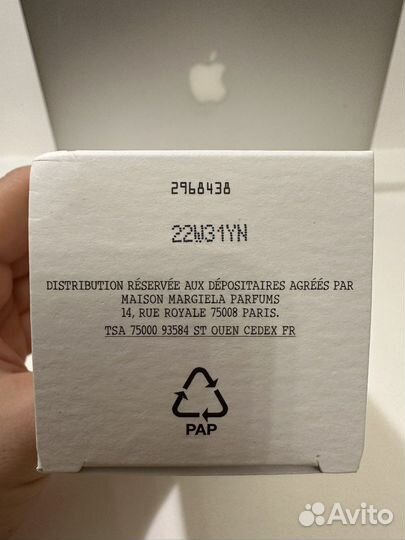 2968438
22W31YN
DISTRIBUTION RÉSERVÉE AUX DÉPOSITAIRES AGRÉÉS PAR
MAISON MARGIELA PARFUMS
14, RUE ROYALE 75008 PARIS.
TSA 75000 93584 ST OUEN CEDEX FR
PAP
Avito